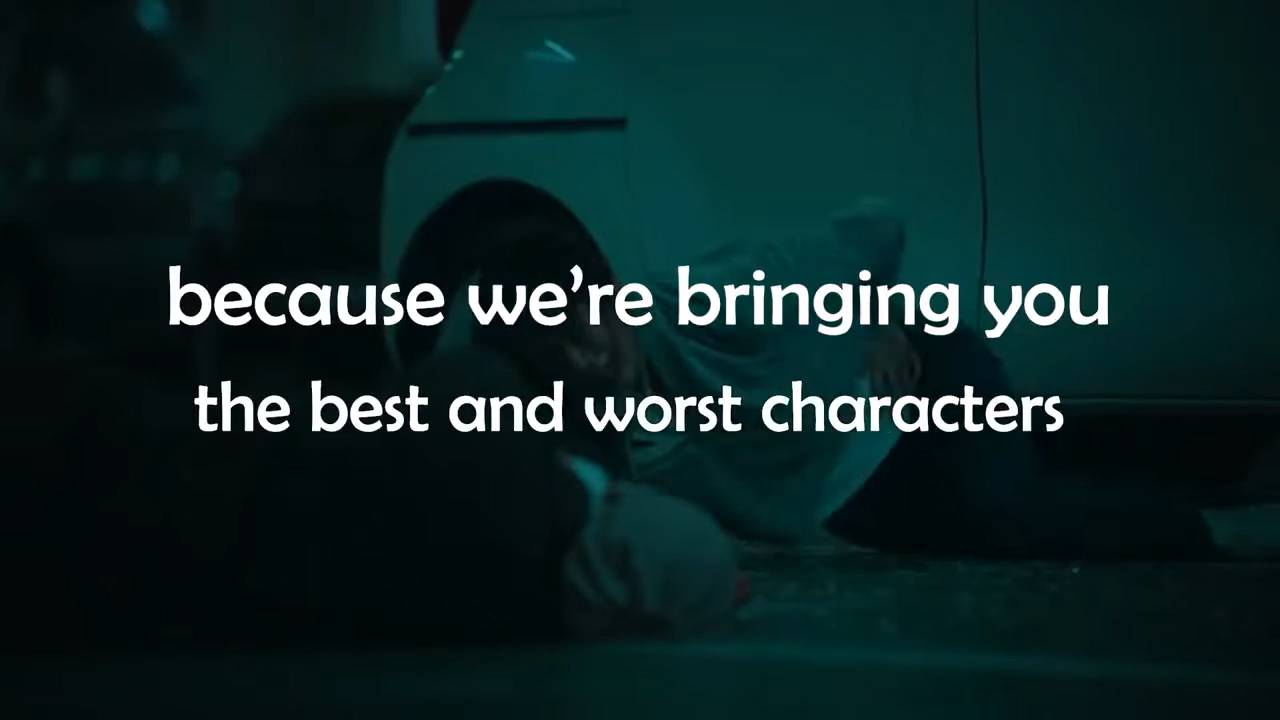 because we’re bringing you
the best and worst characters